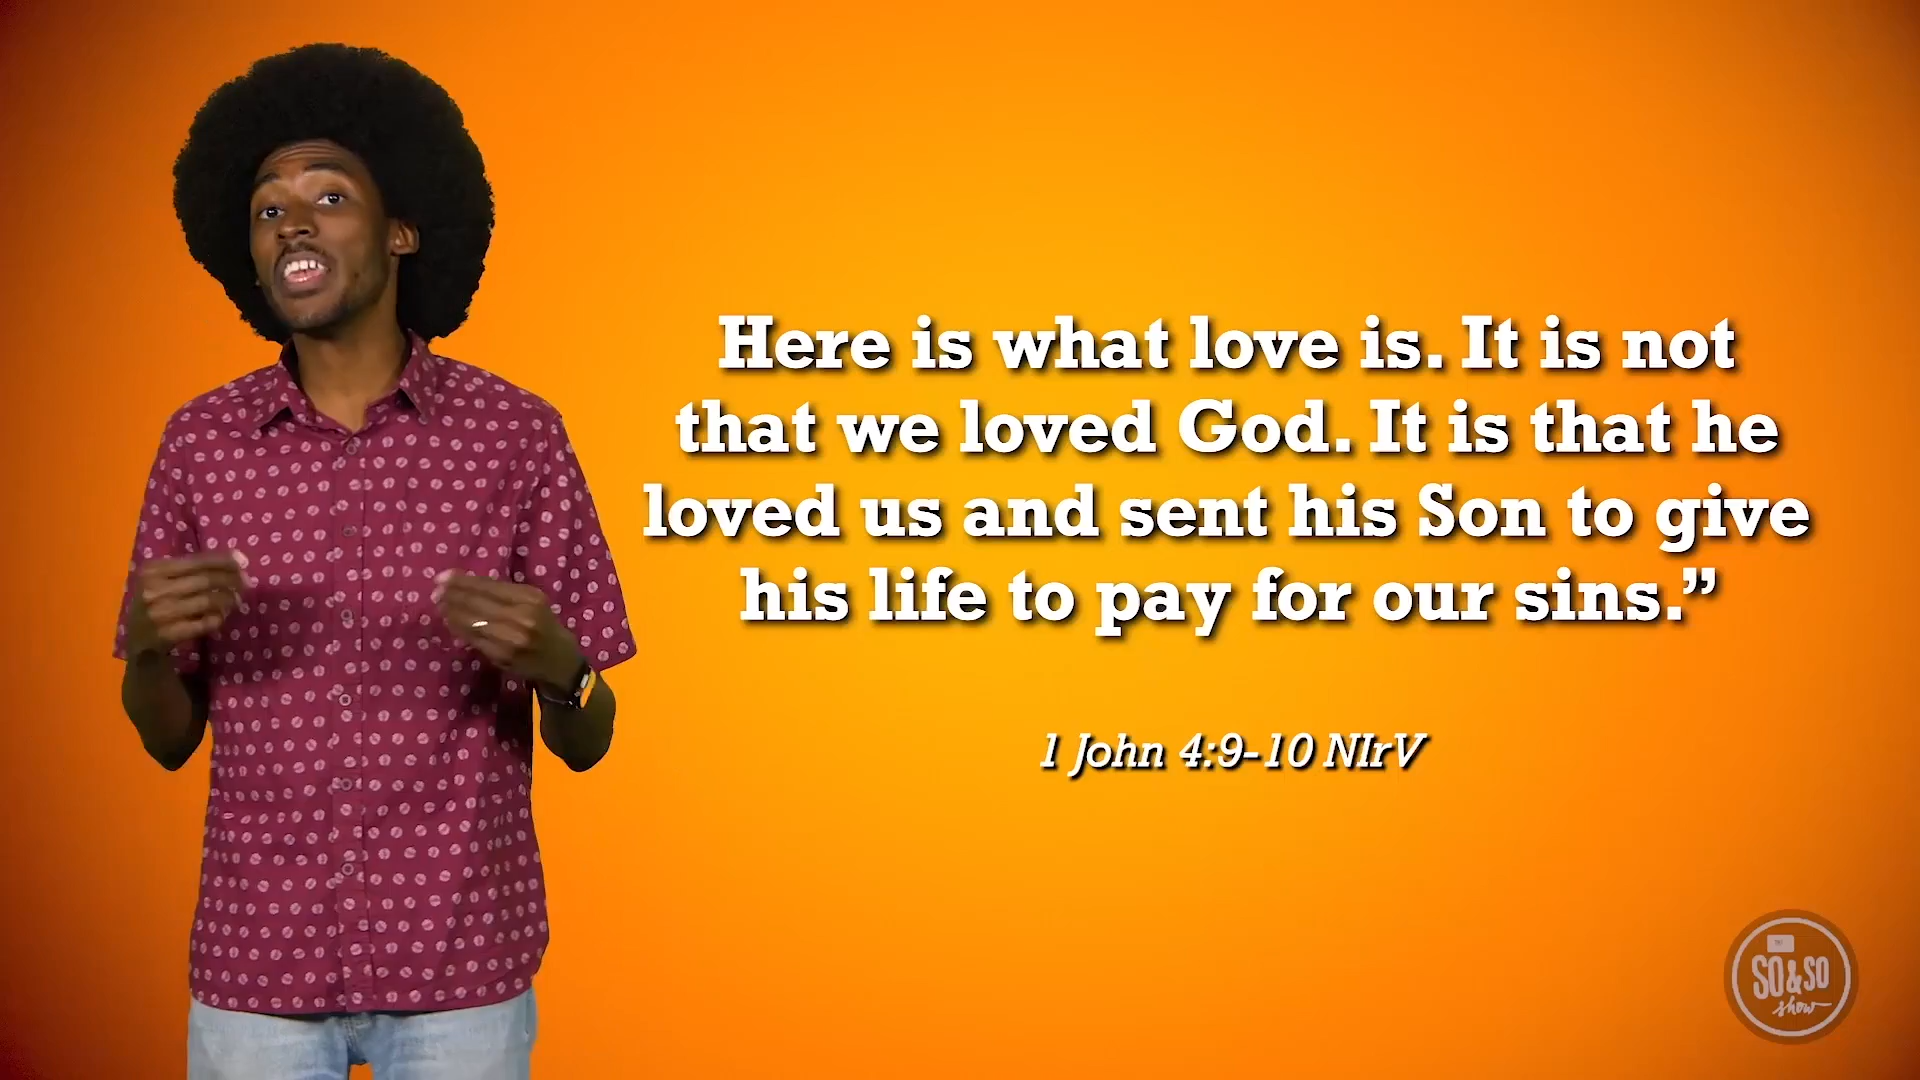 Here is what love is. It is not
that we loved God. It is that he
loved us and sent his Son to give
his life to pay for our sins.”
1 John 4:9-10 NIrV
SO & SO
show